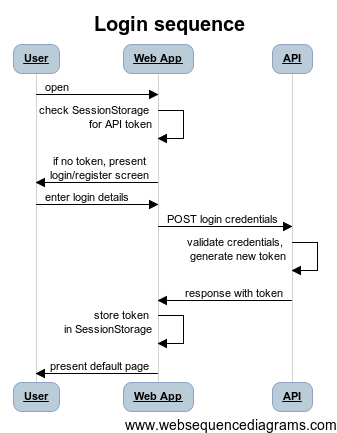 Login sequence
User
Web App
API
open
check SessionStorage
for API token
if no token, present
login/register screen
enter login details
POST login credentials
validate credentials,
generate new token
response with token
store token
in SessionStorage
present default page
User
Web App
API
www.websequencediagrams.com